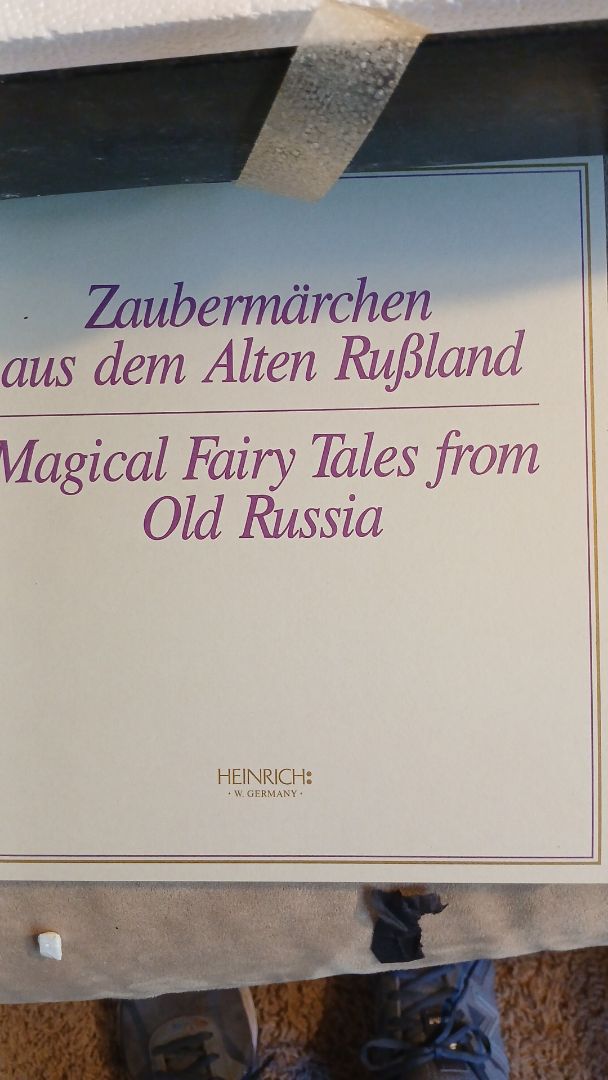 Zaubermärchen
aus dem Alten Rußland
Magical Fairy Tales from
Old Russia
HEINRICH:
· W. GERMANY ·